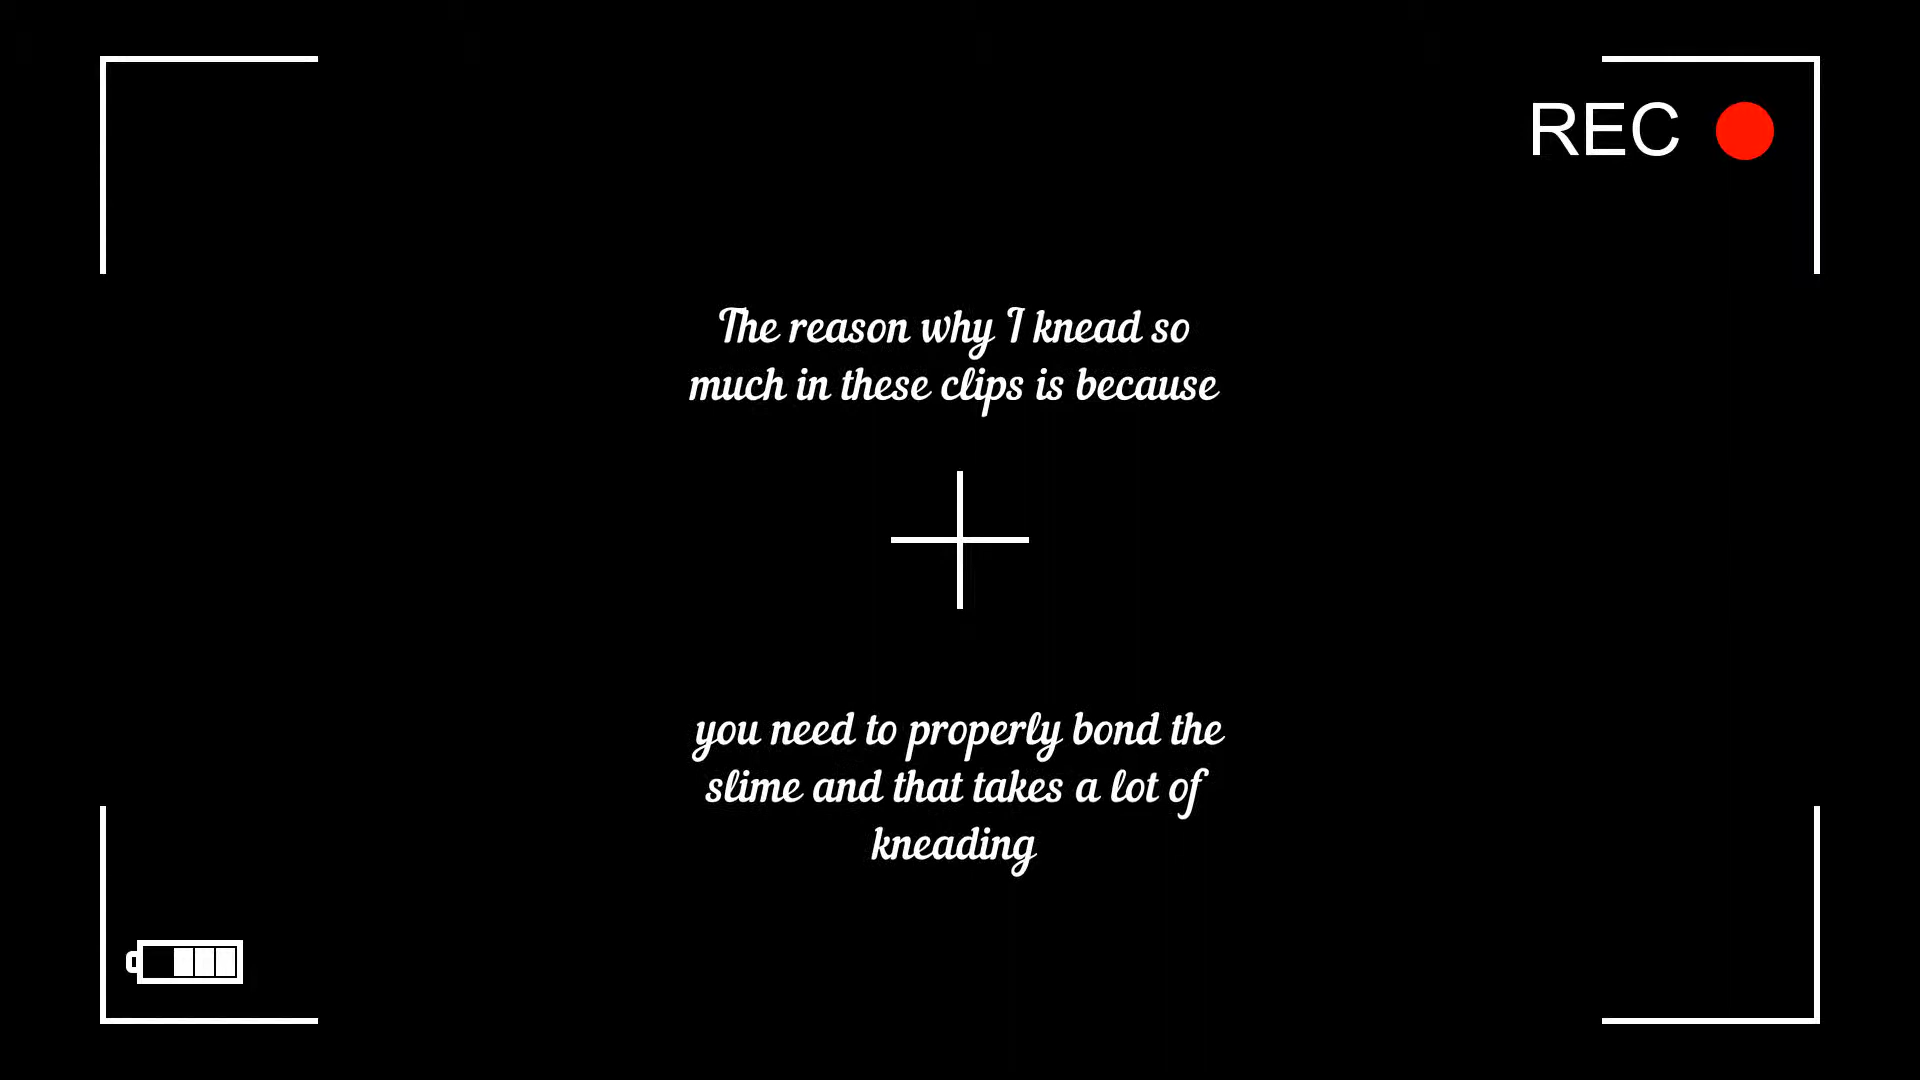 REC
The reason why I knead so
much in these clips is because
you need to properly bond the
slime and that takes a lot of
kneading